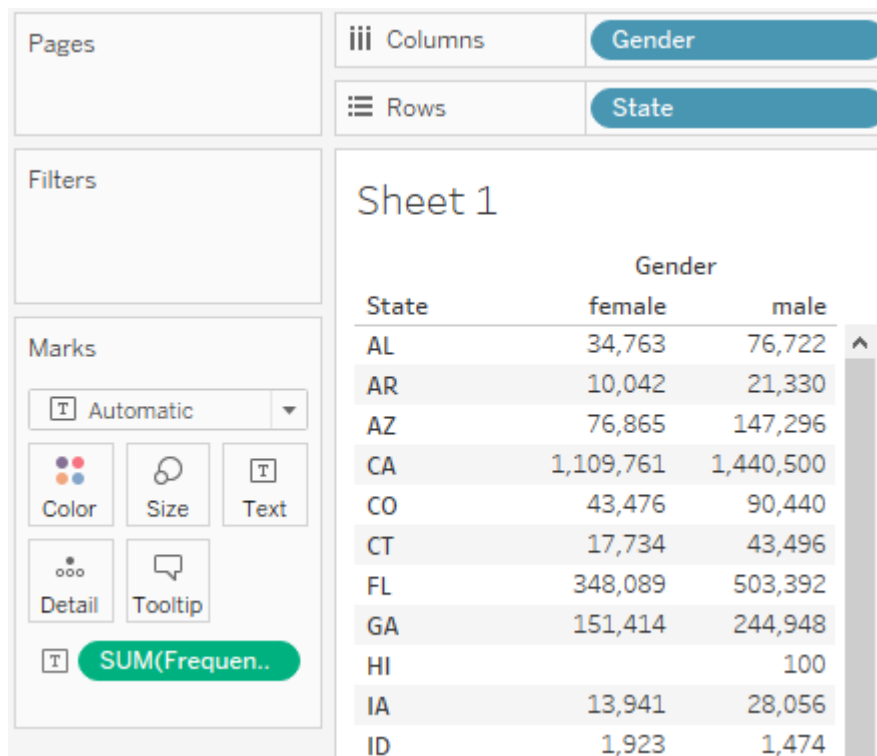 Pages
Columns Gender
Rows State
Filters
Marks
Automatic
Color Size Text
Detail Tooltip
SUM(Frequen..
Sheet 1
Gender
State female male
AL 34,763 76,722
AR 10,042 21,330
AZ 76,865 147,296
CA 1,109,761 1,440,500
CO 43,476 90,440
CT 17,734 43,496
FL 348,089 503,392
GA 151,414 244,948
HI 100
IA 13,941 28,056
ID 1,923 1,474